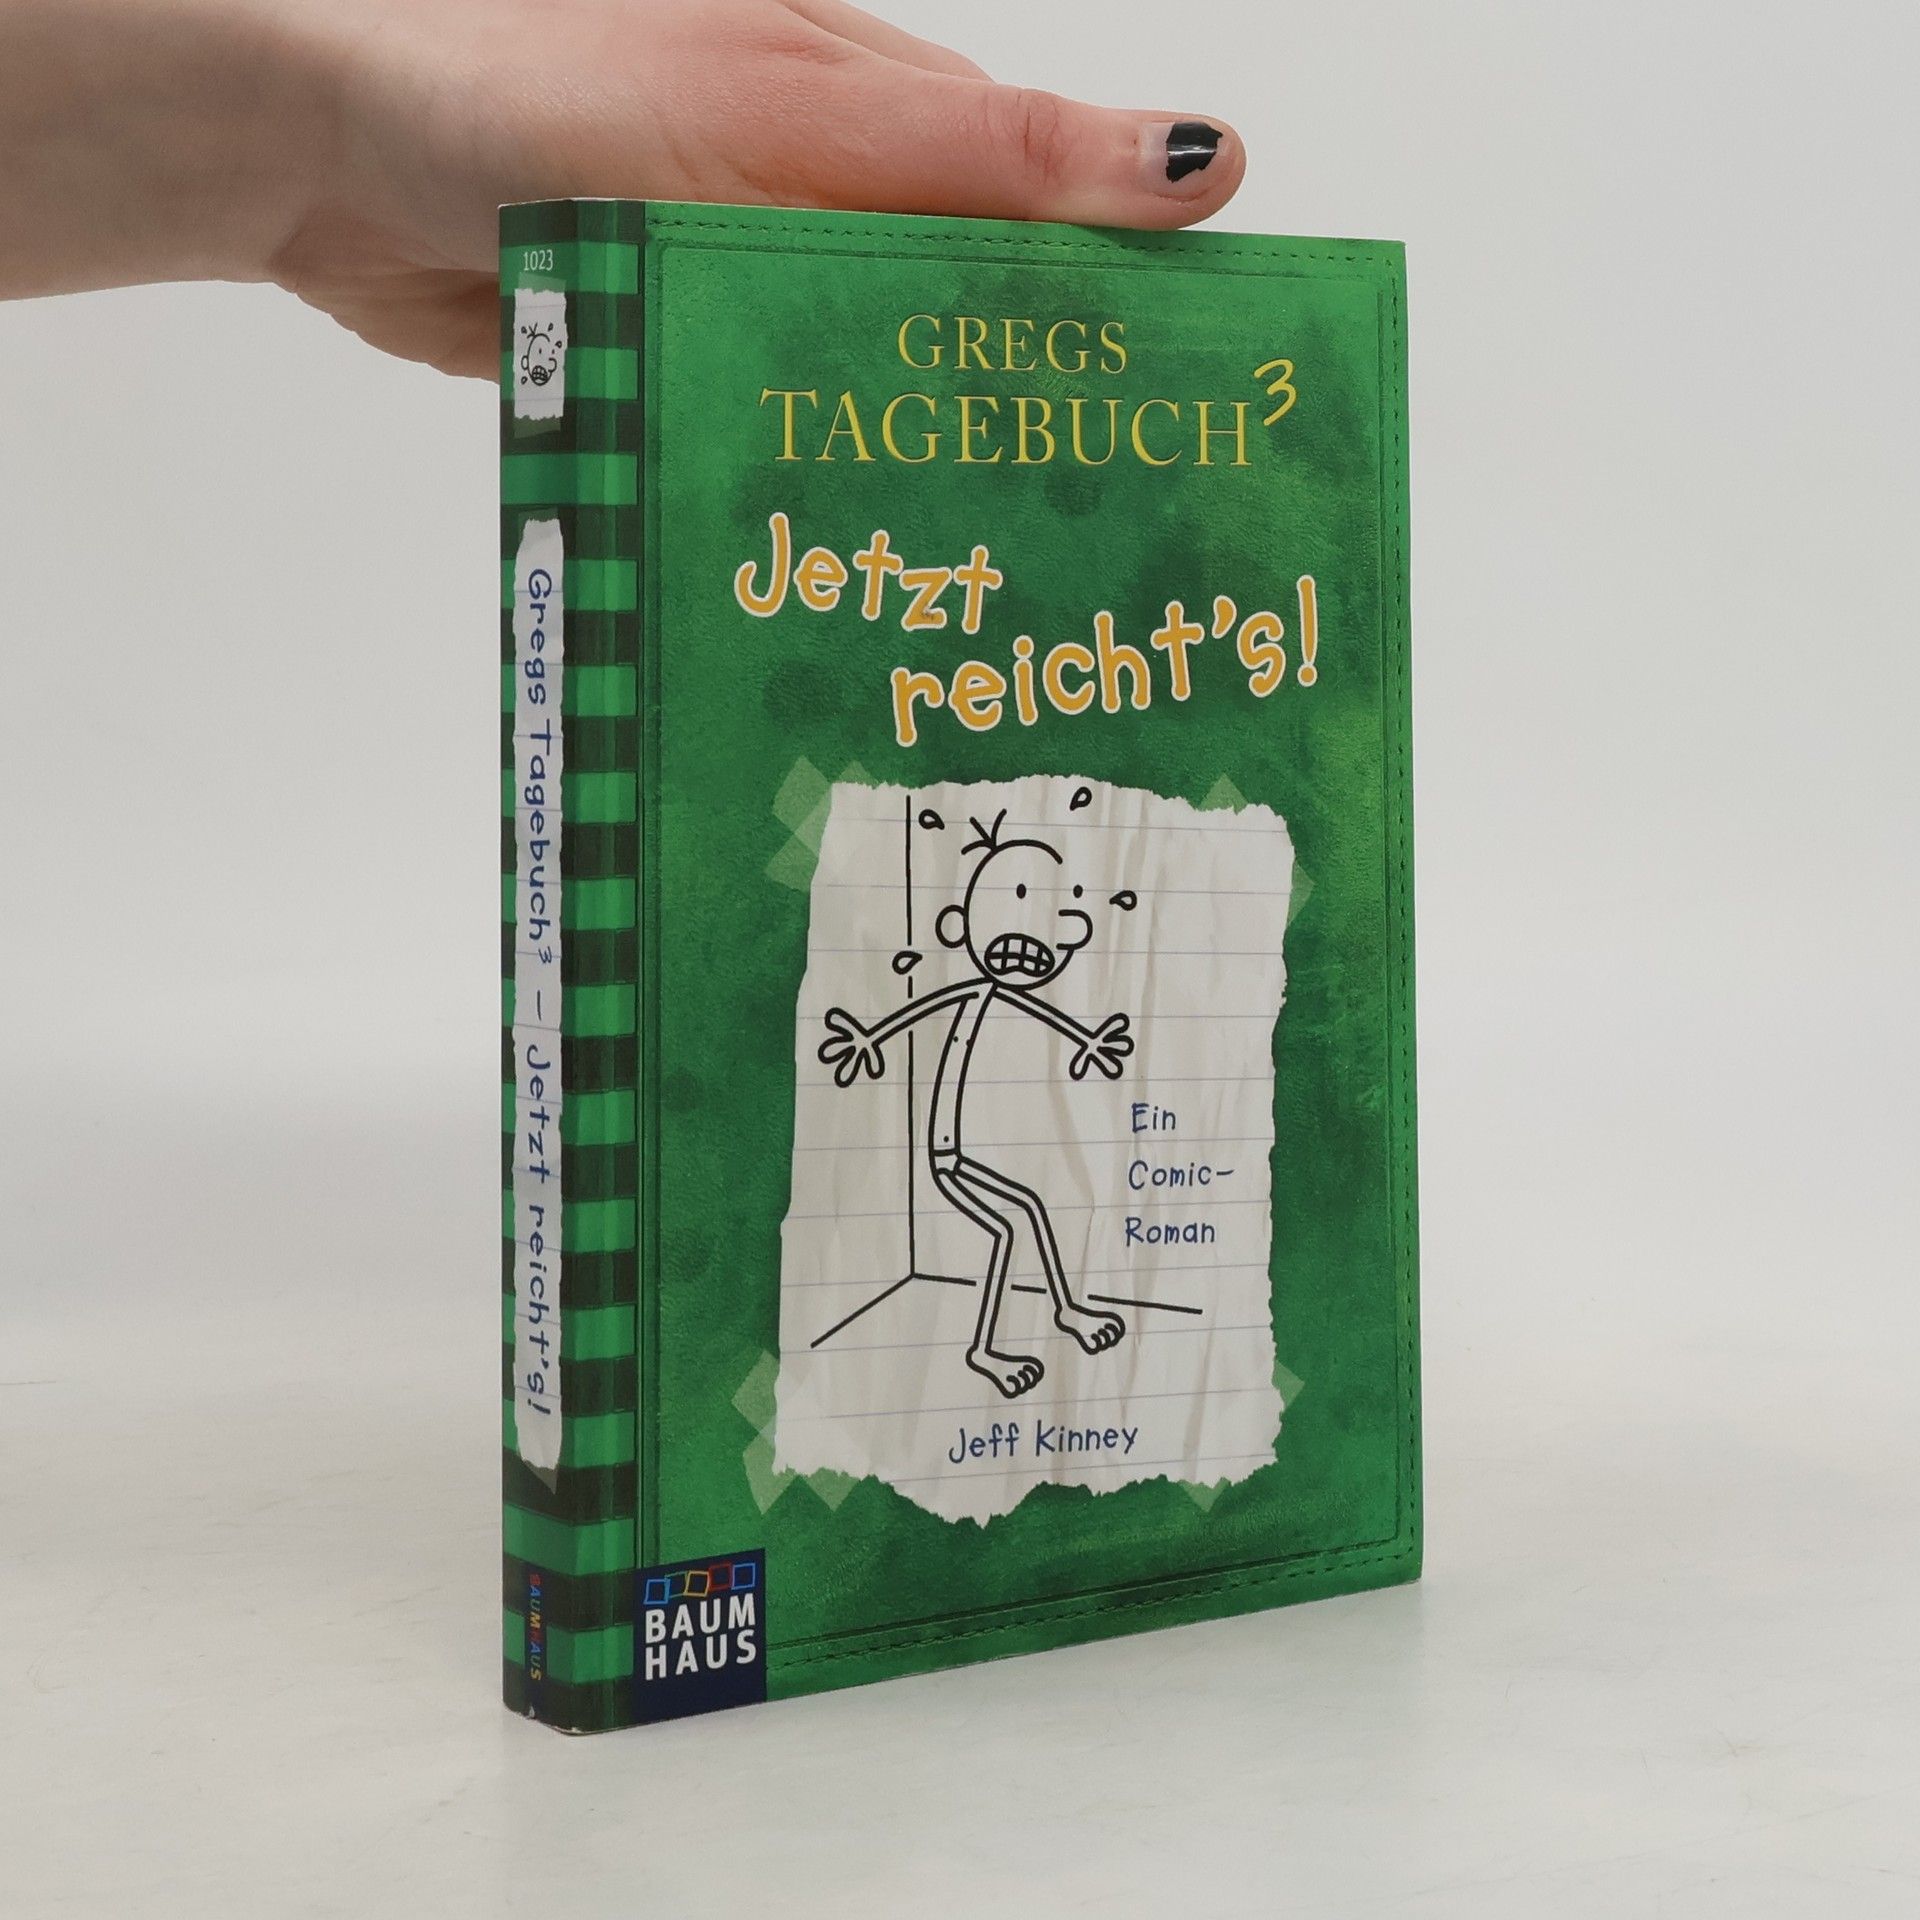 1023
Gregs Tagebuch³ – Jetzt reicht's!
BAUMHAUS
GREGS
TAGEBUCH³
Jetzt
reicht's!
Ein
Comic-
Roman
Jeff Kinney
BAUM
HAUS